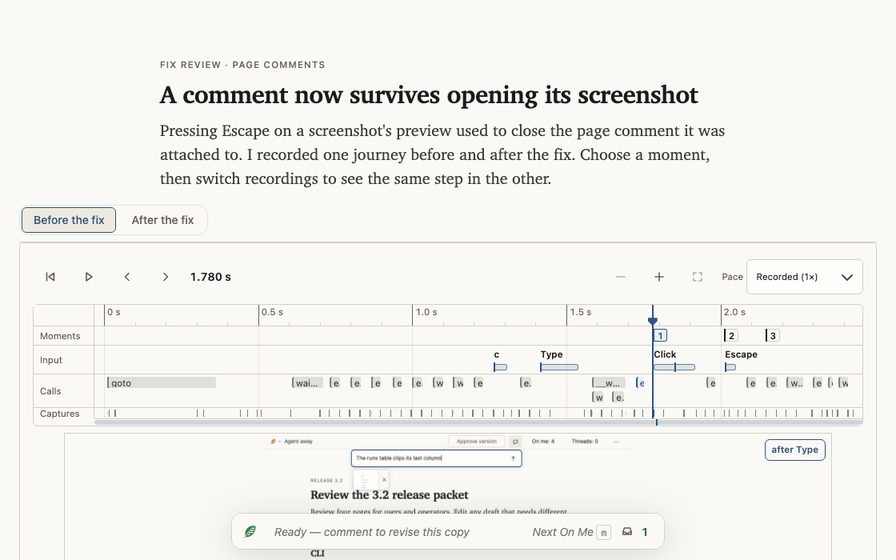 FIX REVIEW · PAGE COMMENTS
A comment now survives opening its screenshot
Pressing Escape on a screenshot's preview used to close the page comment it was
attached to. I recorded one journey before and after the fix. Choose a moment,
then switch recordings to see the same step in the other.
Before the fix After the fix
1.780 s Pace Recorded (1x)
0 s 0.5 s 1.0 s 1.5 s 2.0 s
Moments 1 2 3
Input c Type Click Escape
Calls goto wai... [e. [e. [e [e [e [w [w [e [e. [__w... [e [e [e [e. [w.. [e [e [w
[w [e.
Captures
Agent away Approve version On me: 4 Threads: 0 ...
after Type
The runs table clips its last column
RELEASE 3.2
Review the 3.2 release packet
Review four notes for users and operators. Edit any draft that needs different
Ready — comment to revise this copy Next On Me m 1
CLI